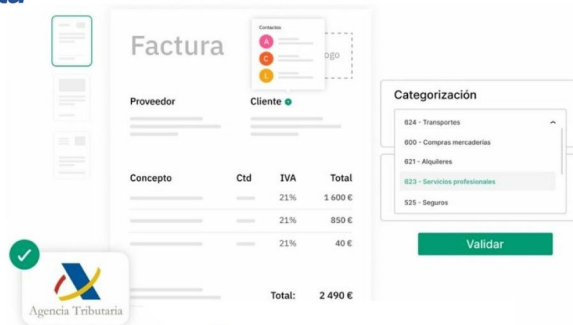 Factura
Contactos
A
C
L
ogo
Proveedor
Cliente
Concepto Ctd IVA Total
21% 1 600 €
21% 850 €
21% 40 €
Total: 2 490 €
Categorización
624 - Transportes
600 - Compras mercaderías
621 - Alquileres
623 - Servicios profesionales
525 - Seguros
Validar
Agencia Tributaria